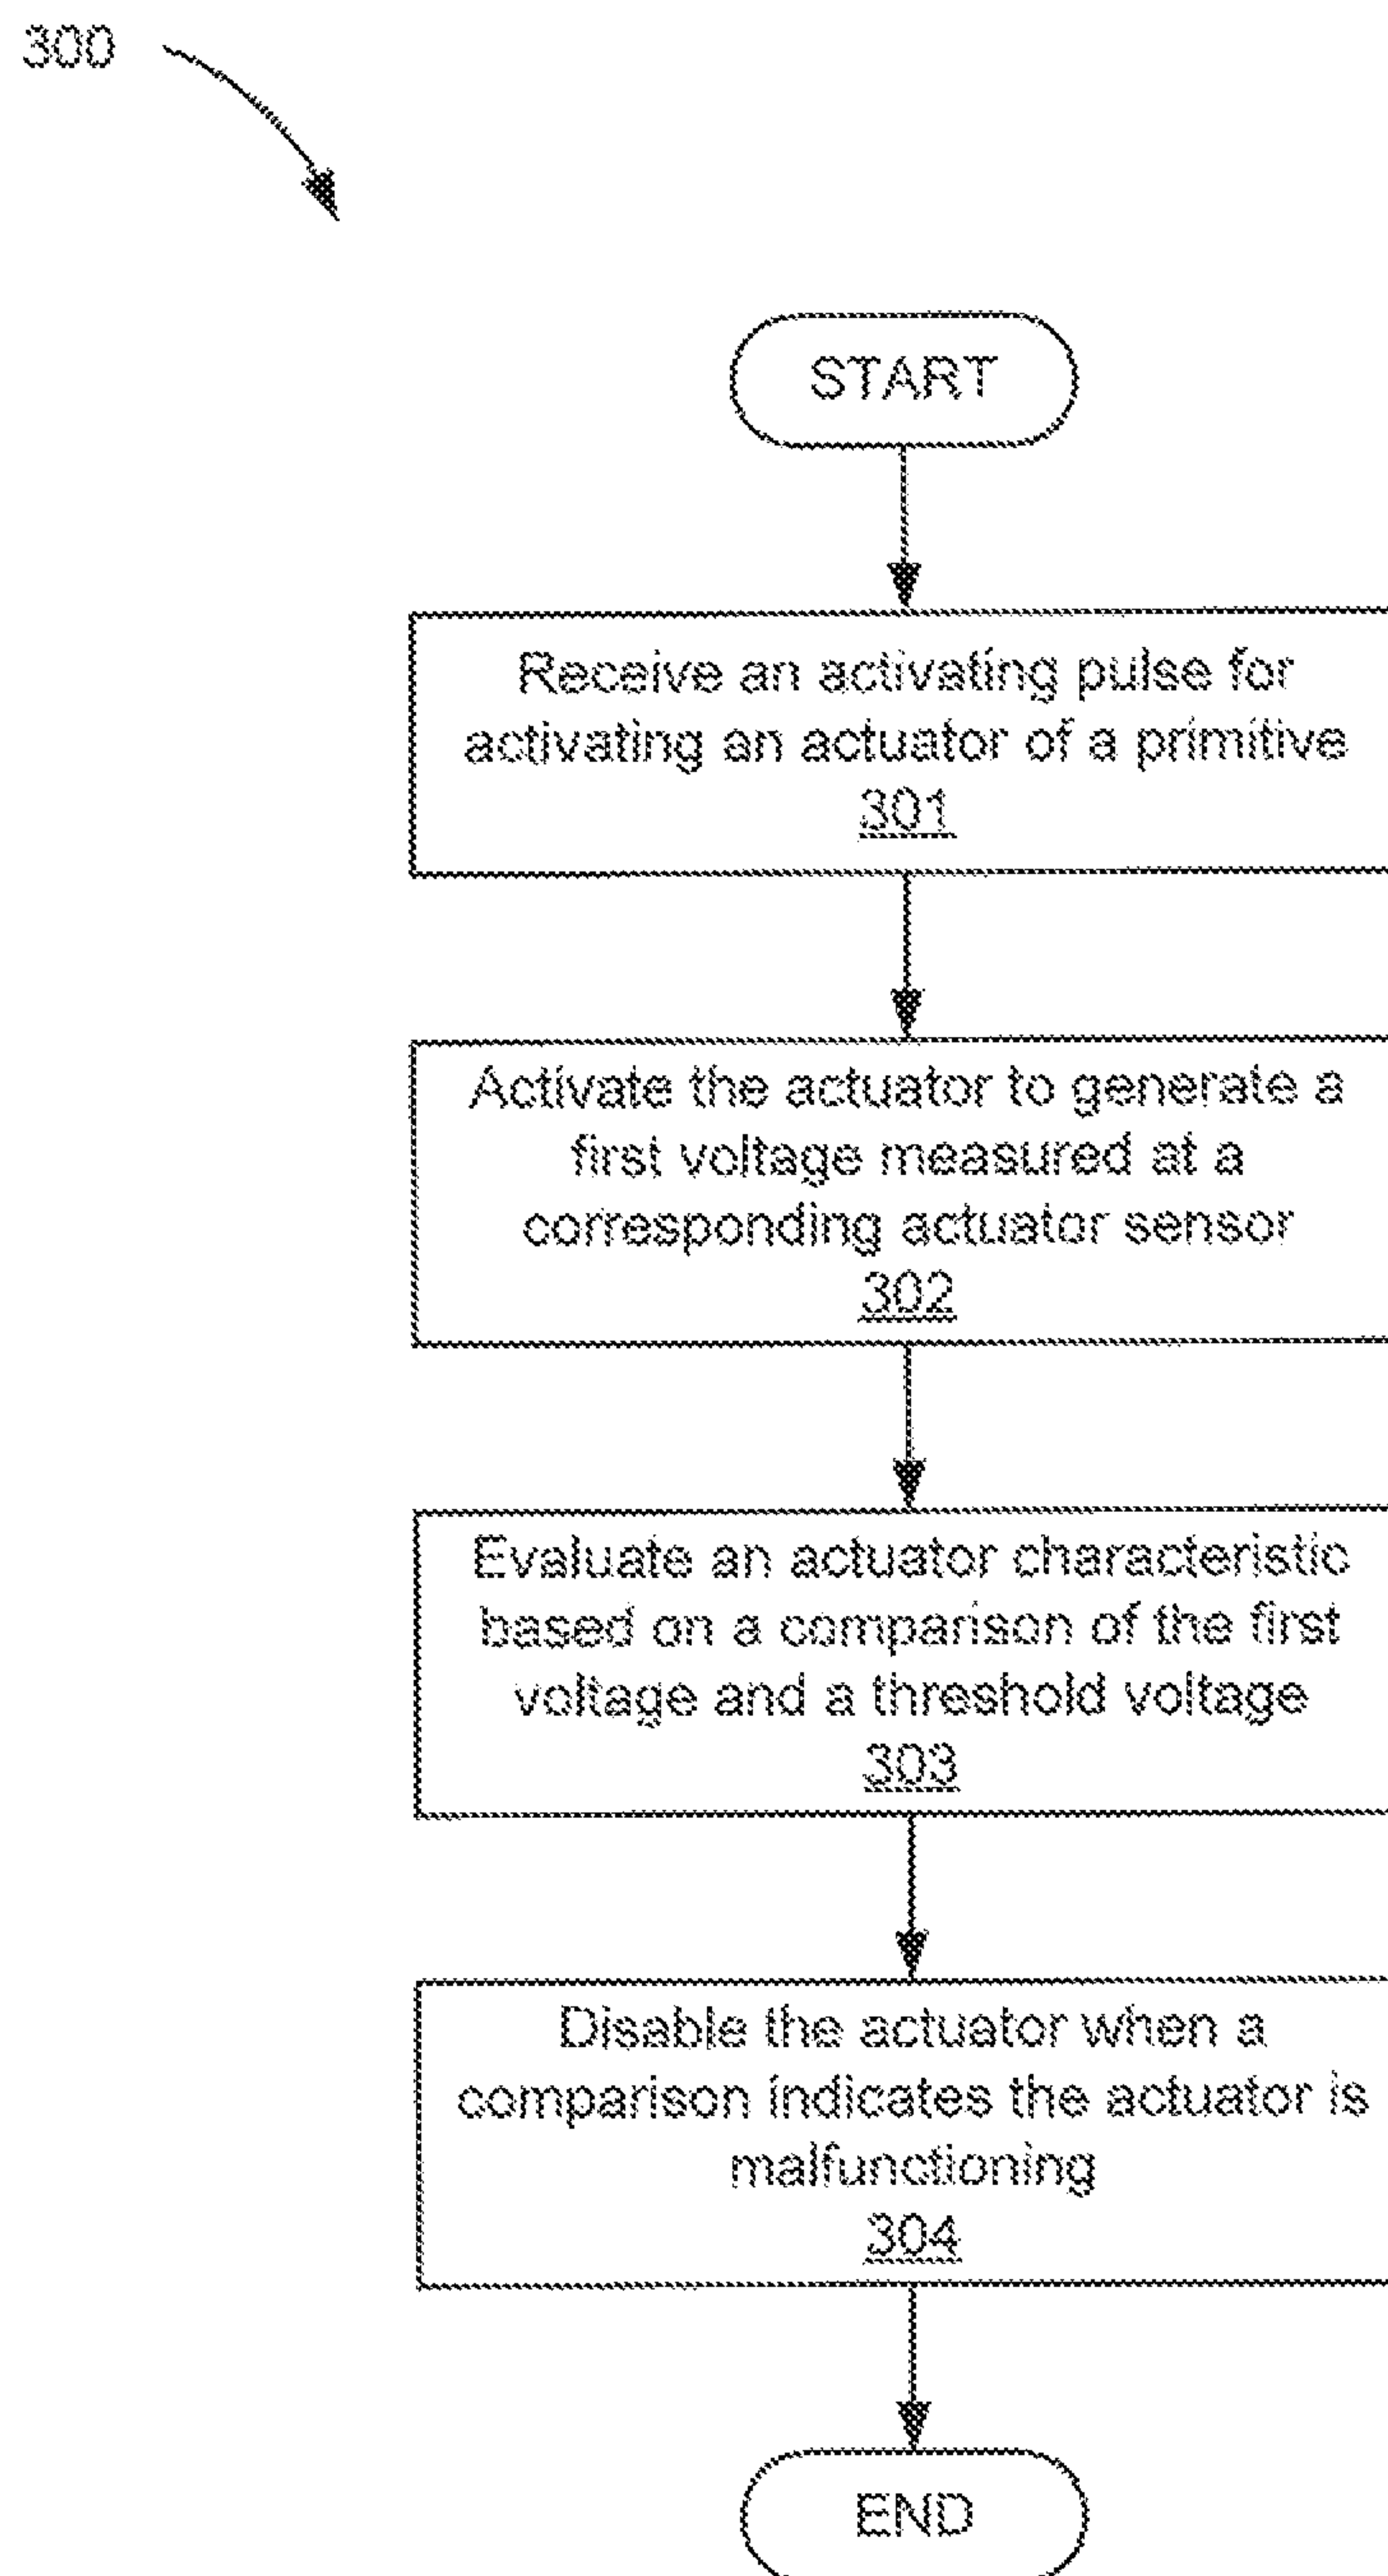 300
START
Receive an activating pulse for
activating an actuator of a primitive
301
Activate the actuator to generate a
first voltage measured at a
corresponding actuator sensor
302
Evaluate an actuator characteristic
based on a comparison of the first
voltage and a threshold voltage
303
Disable the actuator when a
comparison indicates the actuator is
malfunctioning
304
END